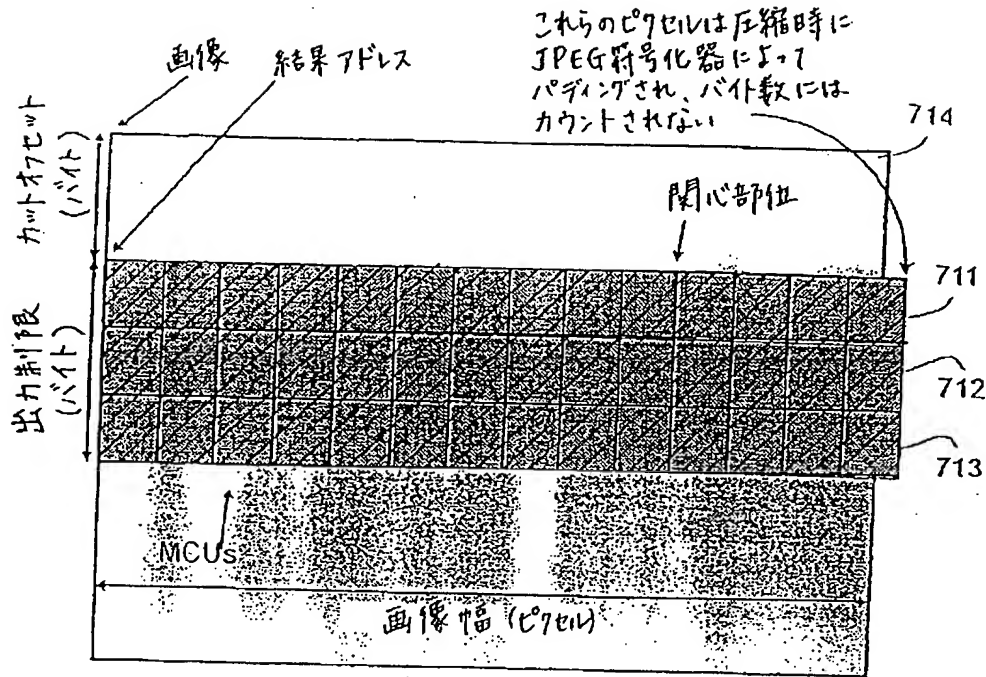 これらのピクセルは圧縮時に
JPEG符号化器によって
パディングされ、バイト数には
カウントされない
画像
結果アドレス
714
カットオフセット
(バイト)
関心部位
711
出力制限
(バイト)
712
713
MCUs
画像幅(ピクセル)